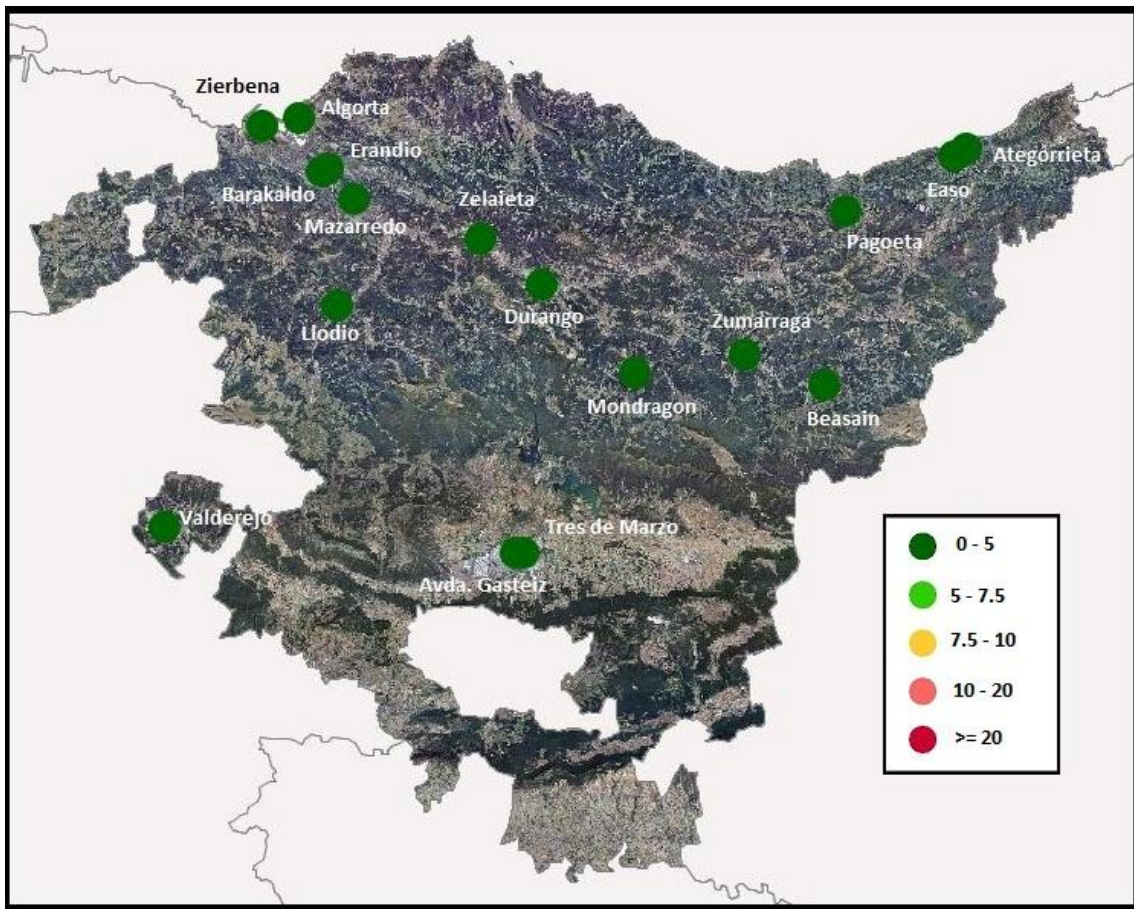 Zierbena
Algorta
Erandio
Barakaldo
Mazarredo
Zelaieta
Durango
Llodio
Ategorrieta
Easo
Pagoeta
Zumarraga
Mondragon
Beasain
Valderejo
Tres de Marzo
Avda. Gasteiz
0 - 5
5 - 7.5
7.5 - 10
10 - 20
>= 20